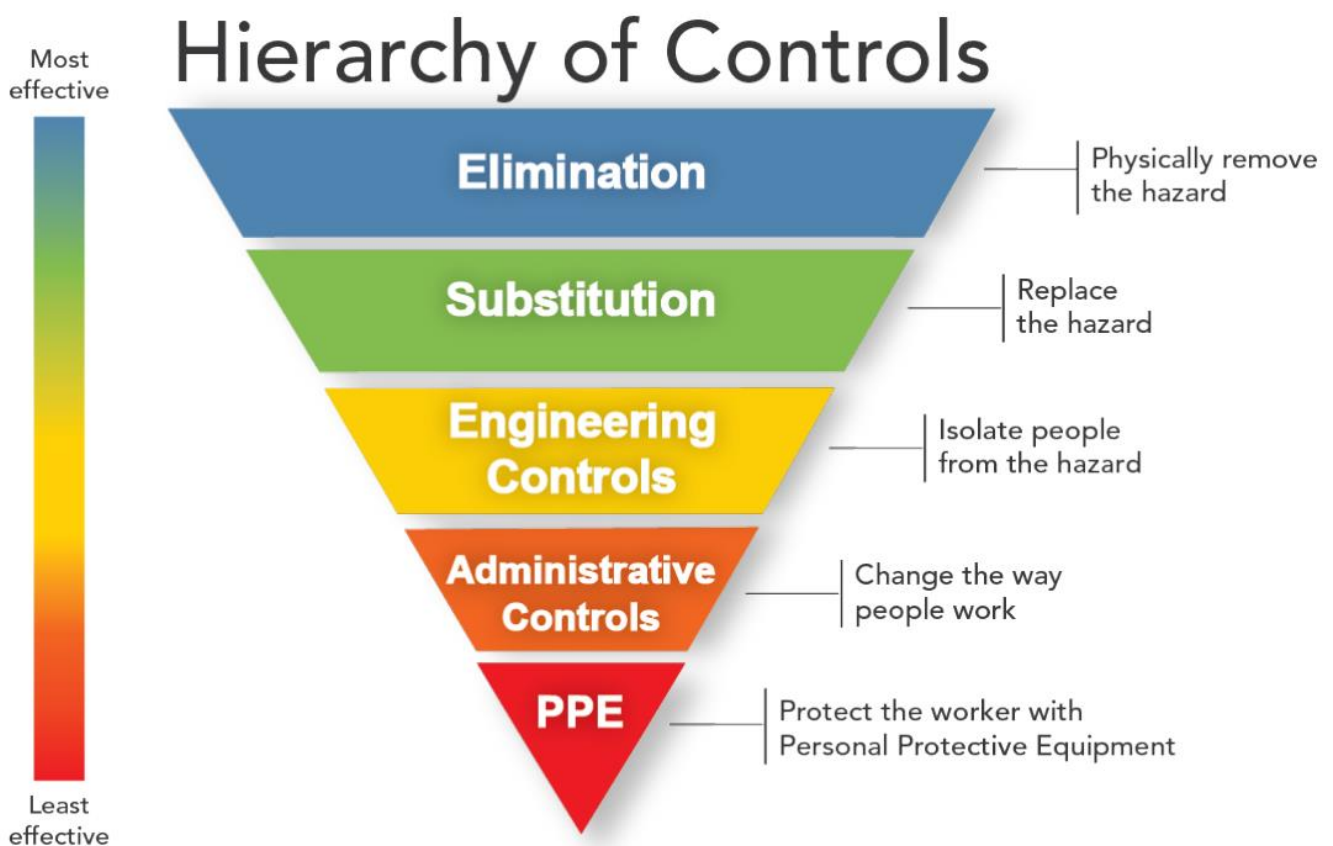 Hierarchy of Controls
Most
effective
Elimination
Physically remove
the hazard
Substitution
Replace
the hazard
Engineering
Controls
Isolate people
from the hazard
Administrative
Controls
Change the way
people work
PPE
Protect the worker with
Personal Protective Equipment
Least
effective